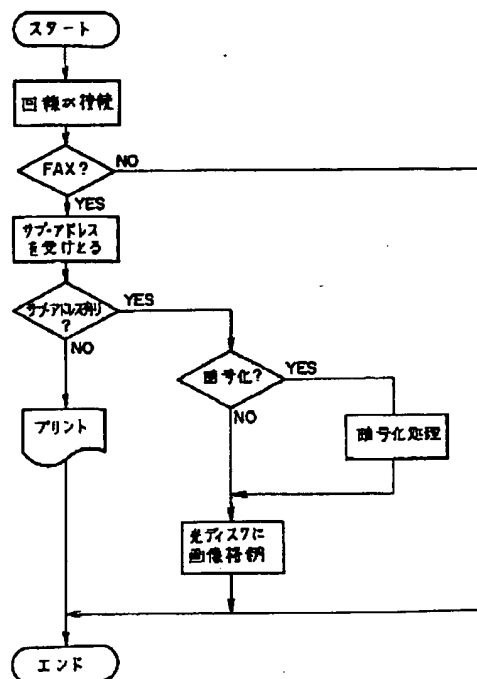 スタート
回線が接続
FAX?
NO
YES
サブ・アドレス
を受けとる
サブ・アドレス有り
?
YES
NO
暗号化?
YES
NO
プリント
暗号化処理
光ディスクに
画像格納
エンド